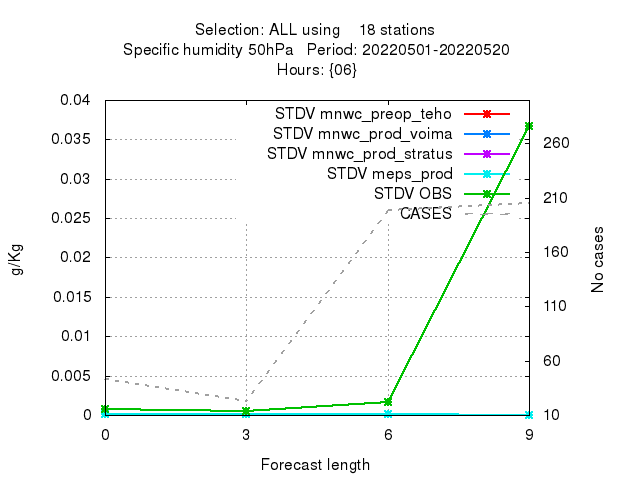 Selection: ALL using 18 stations
Specific humidity 50hPa Period: 20220501-20220520
Hours: {06}
0.04
0.035
0.03
0.025
0.02
0.015
0.01
0.005
0
g/Kg
STDV mnwc_preop_teho
STDV mnwc_prod_voima
STDV mnwc_prod_stratus
STDV meps_prod
STDV OBS
CASES
260
210
160
110
60
10
No cases
0 3 6 9
Forecast length